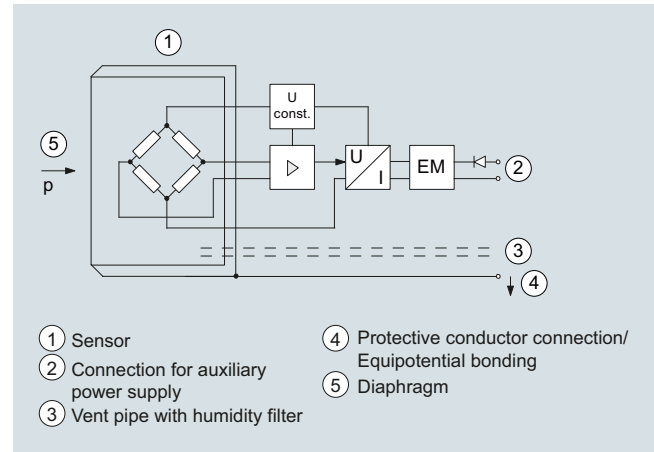 1
U
const.
5
p
U
I
EM
2
3
4
1 Sensor
2 Connection for auxiliary
power supply
3 Vent pipe with humidity filter
4 Protective conductor connection/
Equipotential bonding
5 Diaphragm